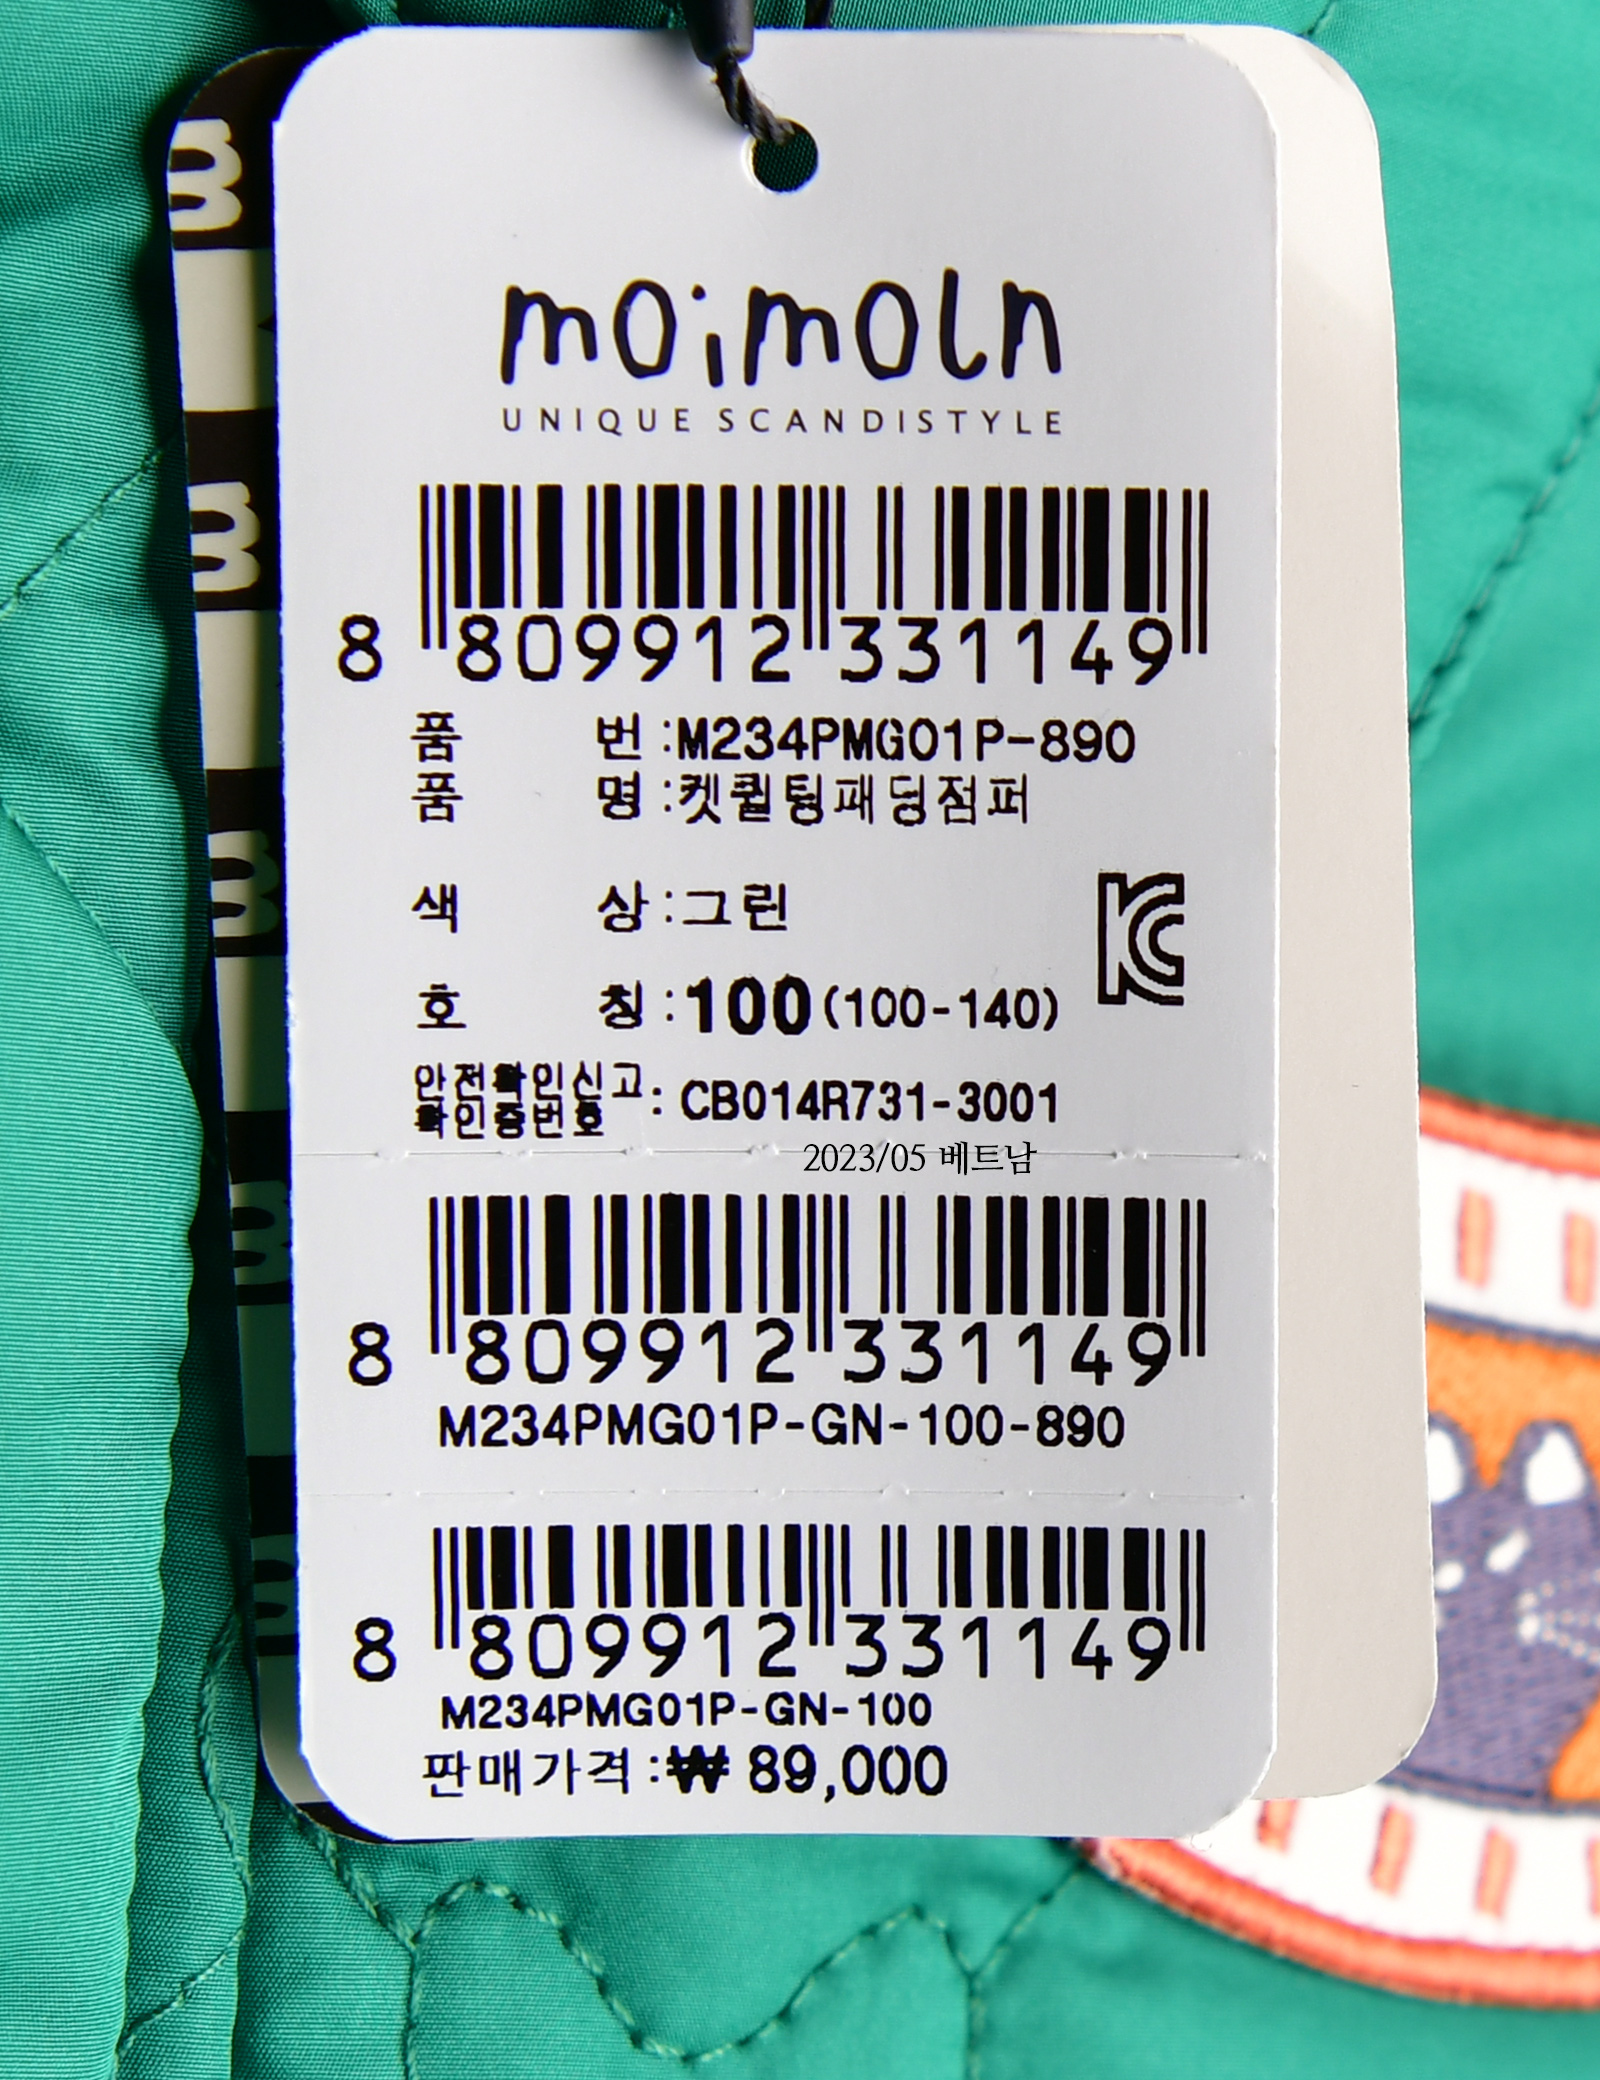 moimoln
UNIQUE SCANDISTYLE
8 809912 331149
품 번 : M234PMG01P-890
품 명 : 켓퀼팅패딩점퍼
색 상 : 그린
호 칭 : 100 (100-140)
안전확인신고
확인증번호 : CB014R731-3001
2023/05 베트남
8 809912 331149
M234PMG01P-GN-100-890
8 809912 331149
M234PMG01P-GN-100
판매가격 : ₩ 89,000